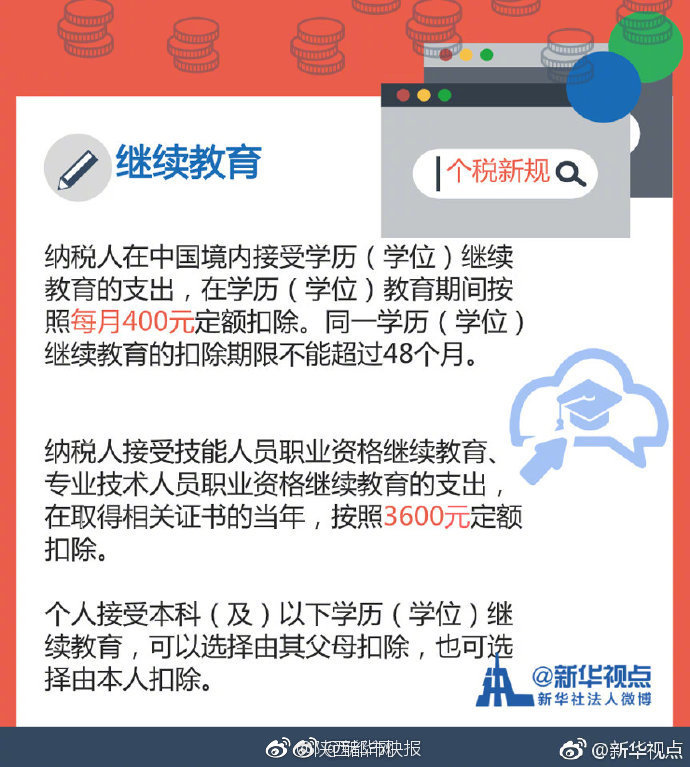 继续教育
个税新规
纳税人在中国境内接受学历（学位）继续
教育的支出，在学历（学位）教育期间按
照每月400元定额扣除。同一学历（学位）
继续教育的扣除期限不能超过48个月。
纳税人接受技能人员职业资格继续教育、
专业技术人员职业资格继续教育的支出，
在取得相关证书的当年，按照3600元定额
扣除。
个人接受本科（及）以下学历（学位）继
续教育，可以选择由其父母扣除，也可选
择由本人扣除。
@新华视点
新华社法人微博
@新华视点